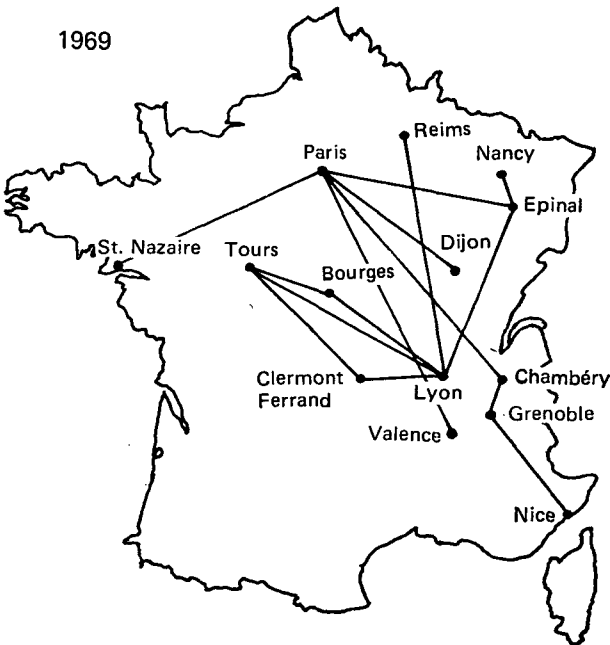 1969
Reims
Paris
Nancy
Epinal
Dijon
St. Nazaire
Tours
Bourges
Clermont
Ferrand
Lyon
Chambéry
Grenoble
Valence
Nice